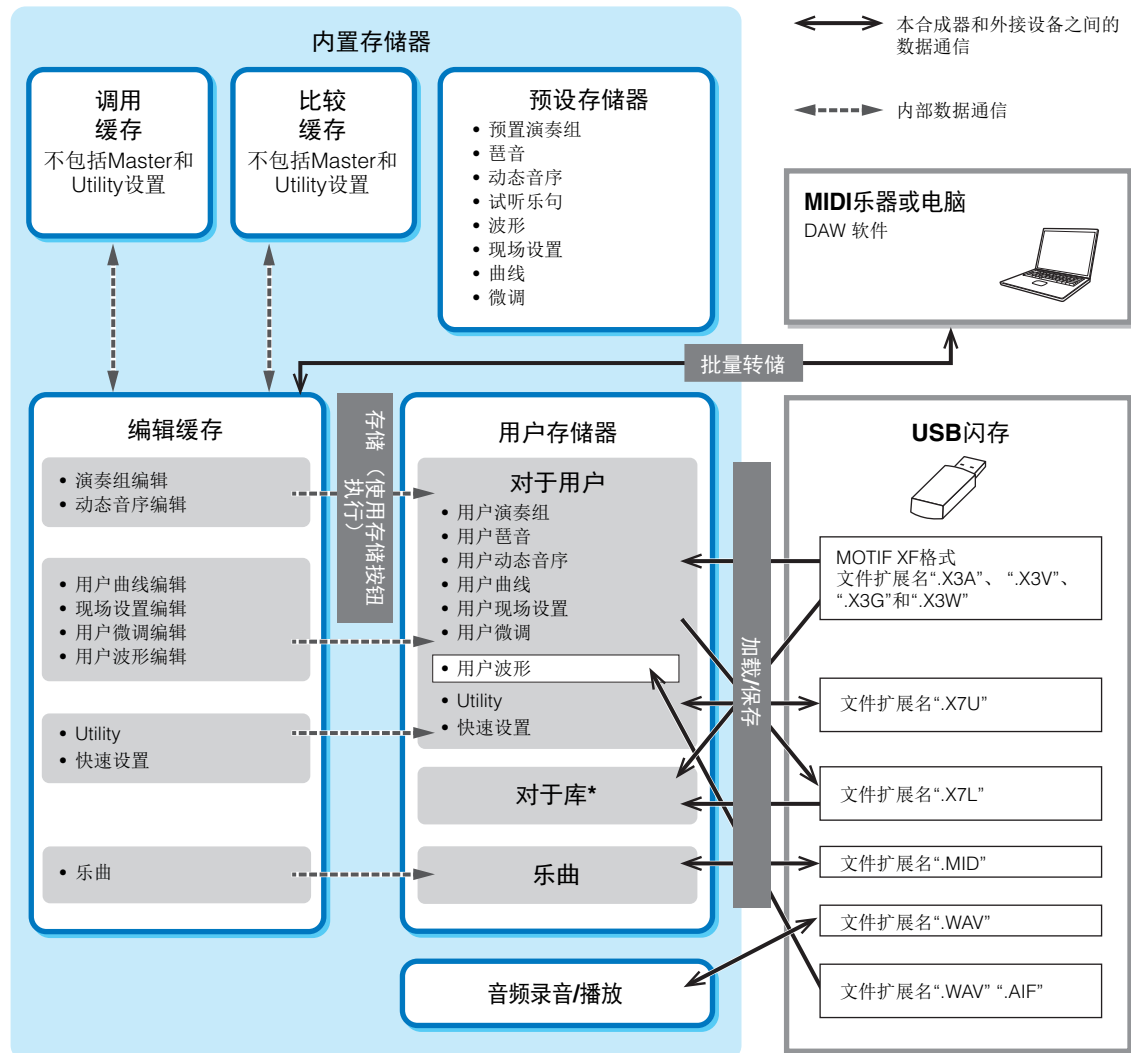 内置存储器
本合成器和外接设备之间的
数据通信
内部数据通信
调用
缓存
不包括Master和
Utility设置
比较
缓存
不包括Master和
Utility设置
预设存储器
• 预置演奏组
• 琶音
• 动态音序
• 试听乐句
• 波形
• 现场设置
• 曲线
• 微调
MIDI乐器或电脑
DAW 软件
批量转储
编辑缓存
• 演奏组编辑
• 动态音序编辑
• 用户曲线编辑
• 现场设置编辑
• 用户微调编辑
• 用户波形编辑
• Utility
• 快速设置
• 乐曲
存储 （使用存储按钮
执行）
用户存储器
对于用户
• 用户演奏组
• 用户琶音
• 用户动态音序
• 用户曲线
• 用户现场设置
• 用户微调
• 用户波形
• Utility
• 快速设置
对于库*
乐曲
音频录音/播放
加载/保存
USB闪存
MOTIF XF格式
文件扩展名“.X3A”、 “.X3V”、
“.X3G”和“.X3W”
文件扩展名“.X7U”
文件扩展名“.X7L”
文件扩展名“.MID”
文件扩展名“.WAV”
文件扩展名“.WAV” “.AIF”